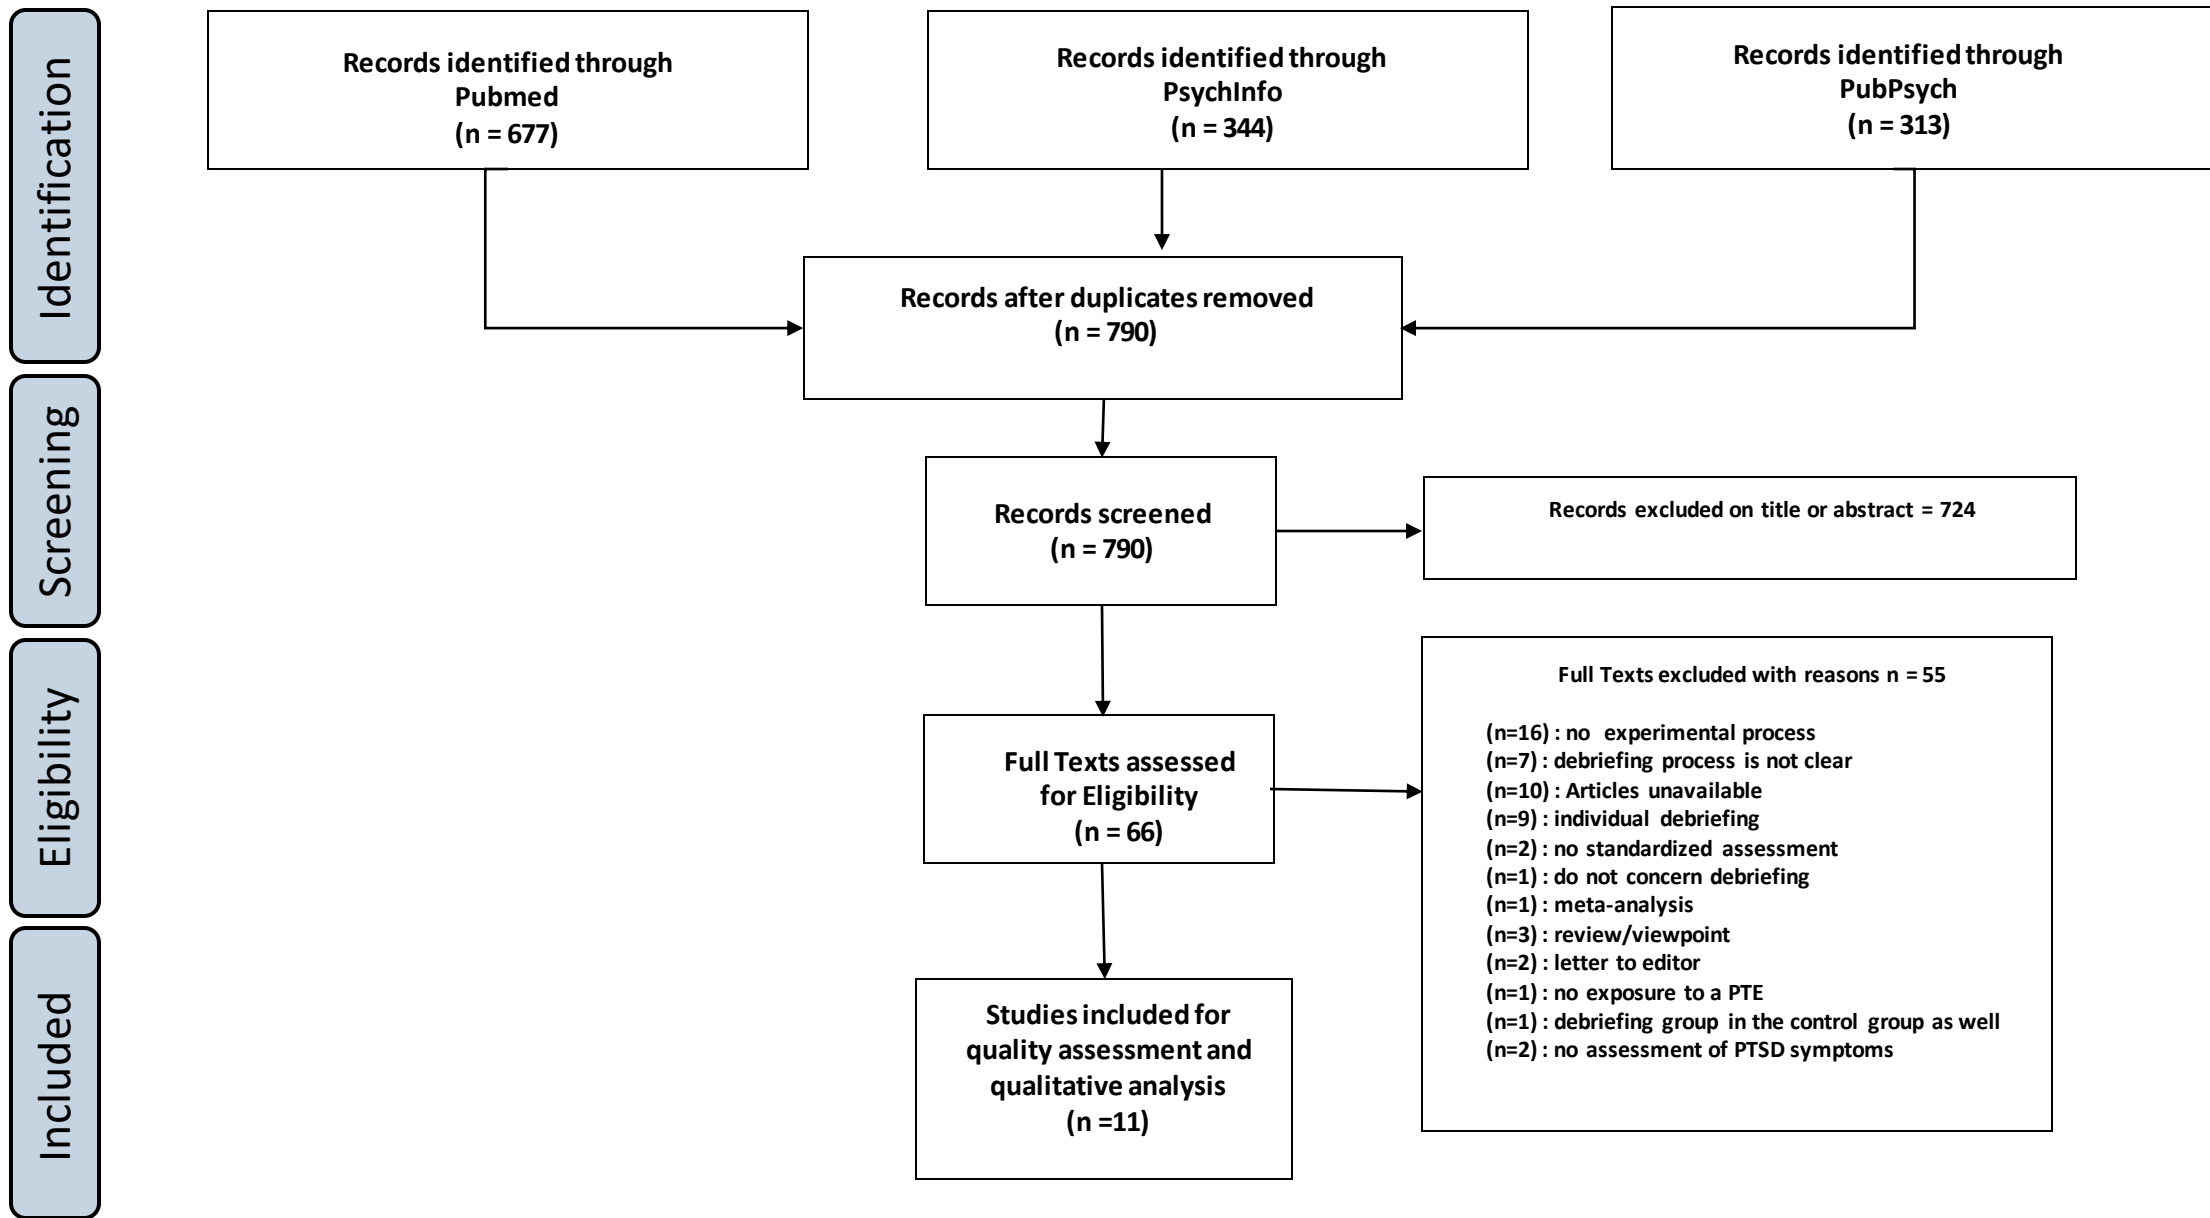 Identification
Records identified through
Pubmed
(n = 677)
Records identified through
PsychInfo
(n = 344)
Records identified through
PubPsych
(n = 313)
Records after duplicates removed
(n = 790)
Screening
Records screened
(n = 790)
Records excluded on title or abstract = 724
Eligibility
Full Texts assessed
for Eligibility
(n = 66)
Full Texts excluded with reasons n = 55
(n=16) : no experimental process
(n=7) : debriefing process is not clear
(n=10) : Articles unavailable
(n=9) : individual debriefing
(n=2) : no standardized assessment
(n=1) : do not concern debriefing
(n=1) : meta-analysis
(n=3) : review/viewpoint
(n=2) : letter to editor
(n=1) : no exposure to a PTE
(n=1) : debriefing group in the control group as well
(n=2) : no assessment of PTSD symptoms
Included
Studies included for
quality assessment and
qualitative analysis
(n =11)